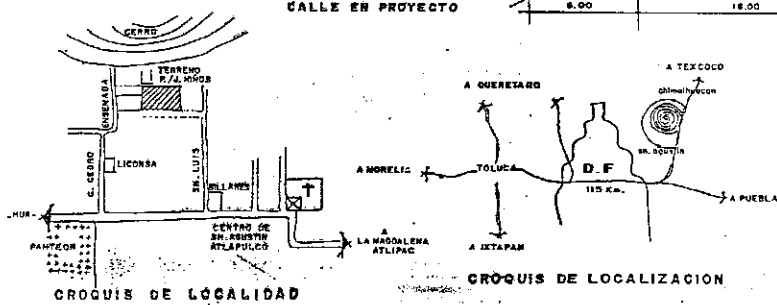 CALLE EN PROYECTO
6.00
18.00
CERRO
TERRENO
P./J. NIÑOS
ENSENADA
LICONSA
C. CEDRO
SN. LUIS
PANTEON
CENTRO DE
SN. AGUSTIN
ATLAPULCO
A
LA MAGDALENA
ATLIPAC
CROQUIS DE LOCALIDAD
A TEXCOCO
A QUERETARO
chimalhuacan
sn. agustin
A MORELIA
TOLUCA
D.F
115 Km.
A PUEBLA
A IXTAPAN
CROQUIS DE LOCALIZACION